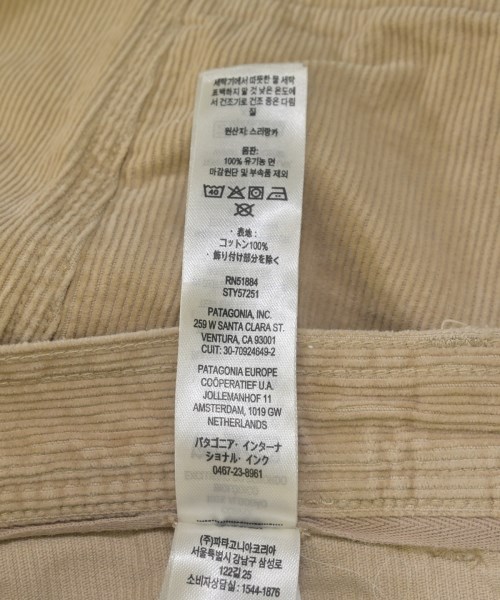 세탁기에서 따뜻한 물 세탁
표백하지 말 것 낮은 온도에
서 건조기로 건조 중온 다림
질
원산지: 스리랑카
품잔:
100% 유기농 면
마감원단 및 부속품 제외
40
· 表地 :
コットン100%
· 飾り付け部分を除く
RN51884
STY57251
PATAGONIA, INC.
259 W SANTA CLARA ST.
VENTURA, CA 93001
CUIT: 30-70924649-2
PATAGONIA EUROPE
COÖPERATIEF U.A.
JOLLEMANHOF 11
AMSTERDAM, 1019 GW
NETHERLANDS
パタゴニア・インターナ
ショナル・インク
0467-23-8961
(주)파타고니아코리아
서울특별시 강남구 삼성로
122길 25
소비자상담실 : 1544-1876